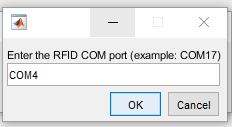 Enter the RFID COM port (example: COM17)
COM4
OK
Cancel